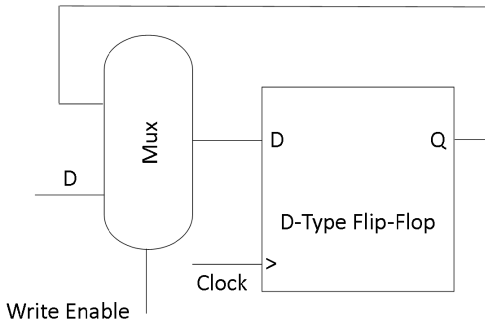 Mux
D
D
Q
D-Type Flip-Flop
>
Clock
Write Enable